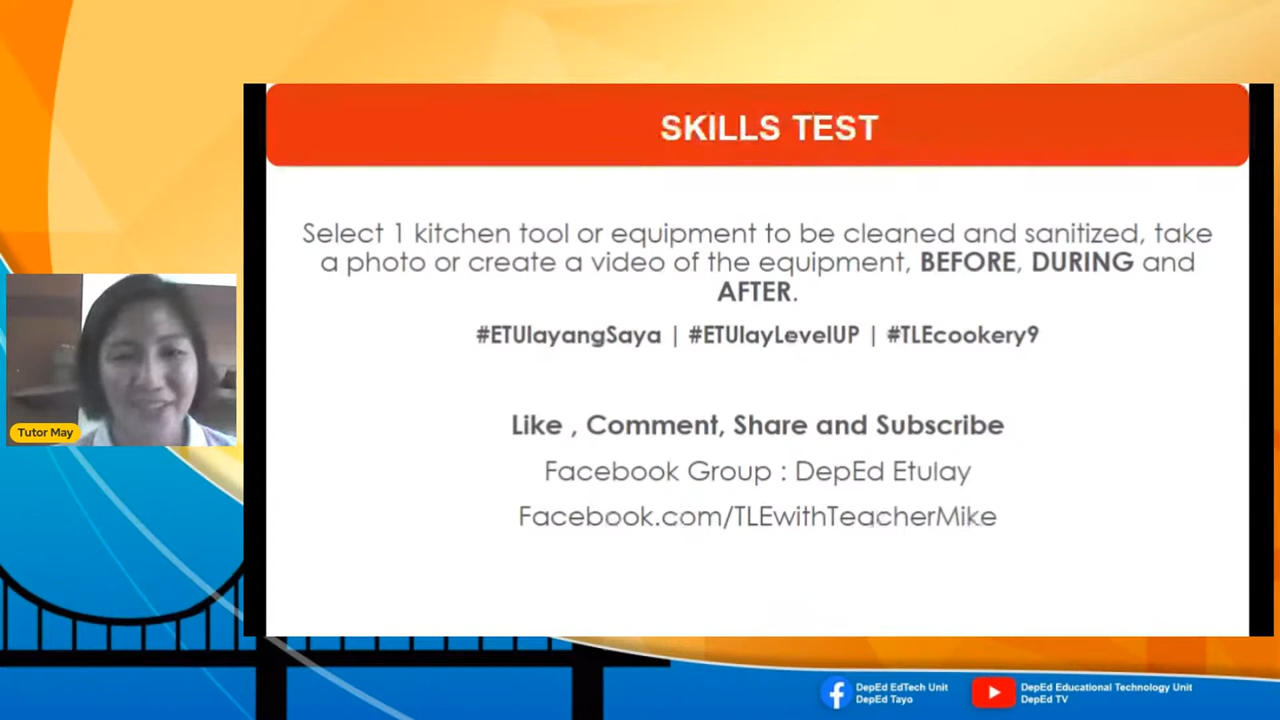 SKILLS TEST
Select 1 kitchen tool or equipment to be cleaned and sanitized, take
a photo or create a video of the equipment, BEFORE, DURING and
AFTER.
#ETUlayangSaya | #ETUlayLevelUP | #TLEcookery9
Like , Comment, Share and Subscribe
Facebook Group : DepEd Etulay
Facebook.com/TLEwithTeacherMike
Tutor May
DepEd EdTech Unit
DepEd Tayo
DepEd Educational Technology Unit
DepEd TV